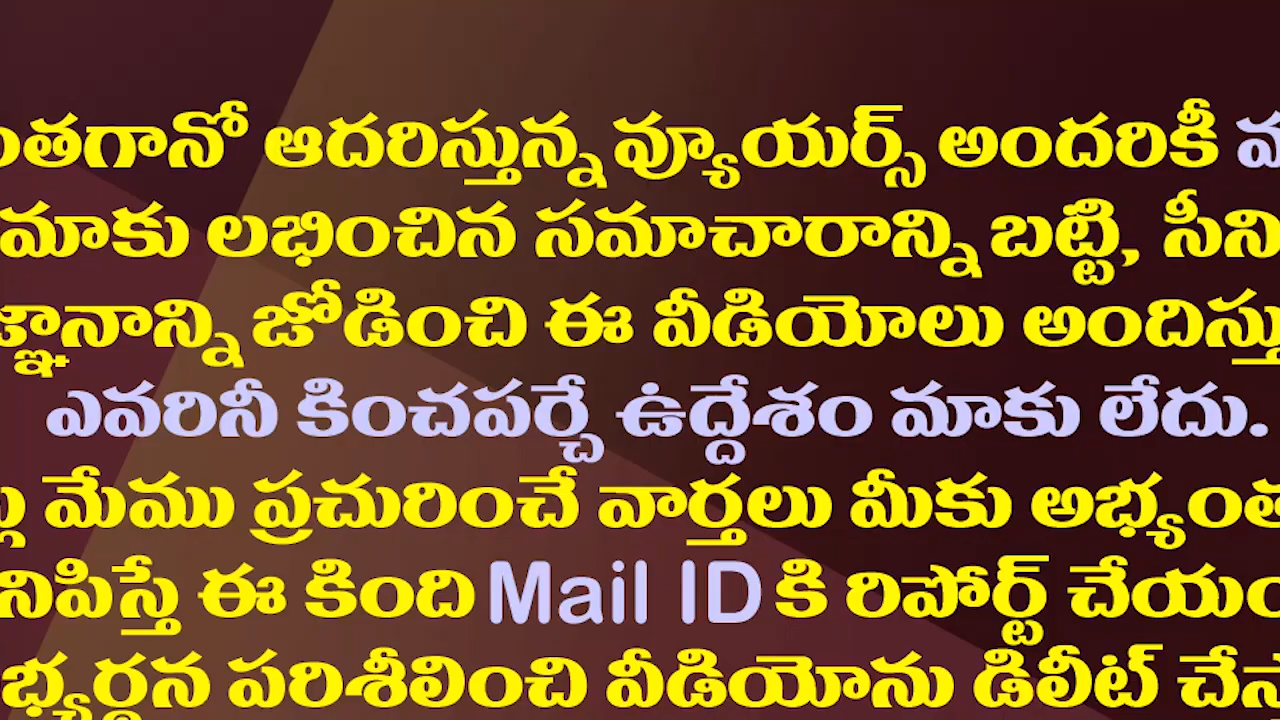 ఆదరిస్తున్న వ్యూయర్స్ అందరికీ
మాకు లభించిన సమాచారాన్ని బట్టి,
జోడించి ఈ వీడియోలు
ఎవరినీ కించపర్చే ఉద్దేశం మాకు లేదు.
మేము ప్రచురించే వార్తలు మీకు
ఈ కింది Mail ID కి రిపోర్ట్
పరిశీలించి వీడియోను డిలీట్